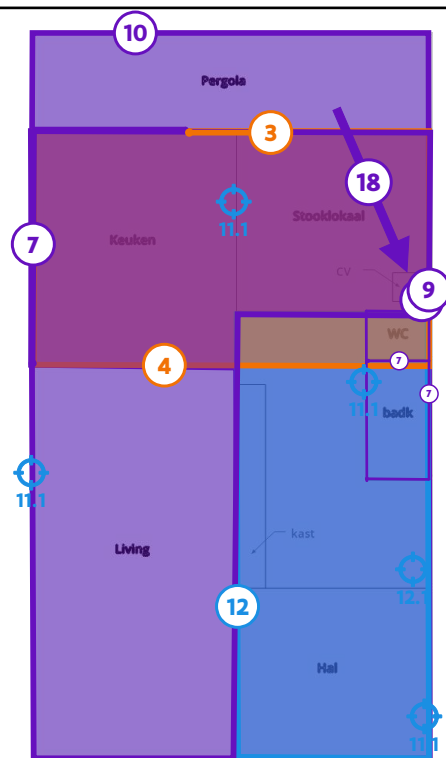 10
Pergola
3
18
11.1
Stooklokaal
Keuken
7
CV
9
WC
4
7
11.1
7
badk
11.1
Living
kast
12.1
12
Hal
11.1